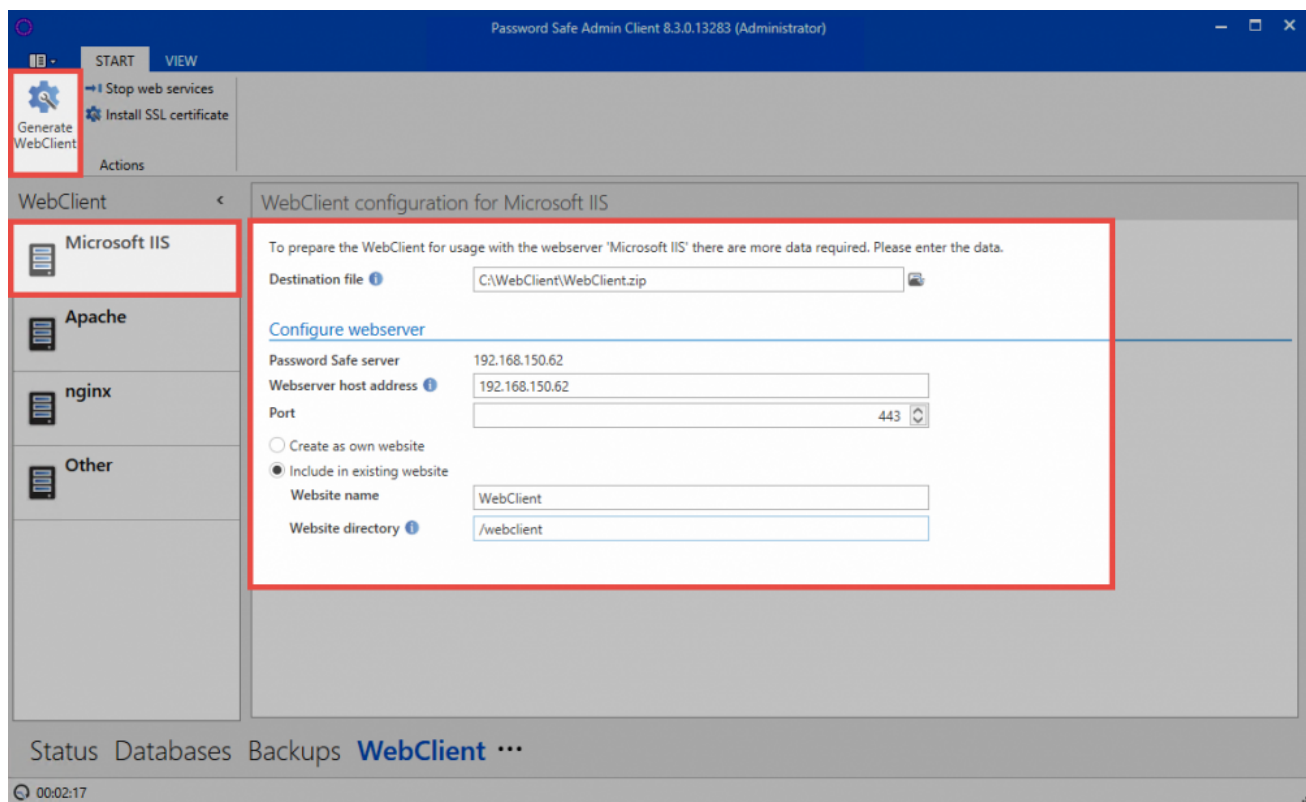 Password Safe Admin Client 8.3.0.13283 (Administrator)
START VIEW
Generate
WebClient
Stop web services
Install SSL certificate
Actions
WebClient
Microsoft IIS
Apache
nginx
Other
WebClient configuration for Microsoft IIS
To prepare the WebClient for usage with the webserver 'Microsoft IIS' there are more data required. Please enter the data.
Destination file C:\WebClient\WebClient.zip
Configure webserver
Password Safe server 192.168.150.62
Webserver host address 192.168.150.62
Port 443
Create as own website
Include in existing website
Website name WebClient
Website directory /webclient
Status Databases Backups WebClient ···
00:02:17